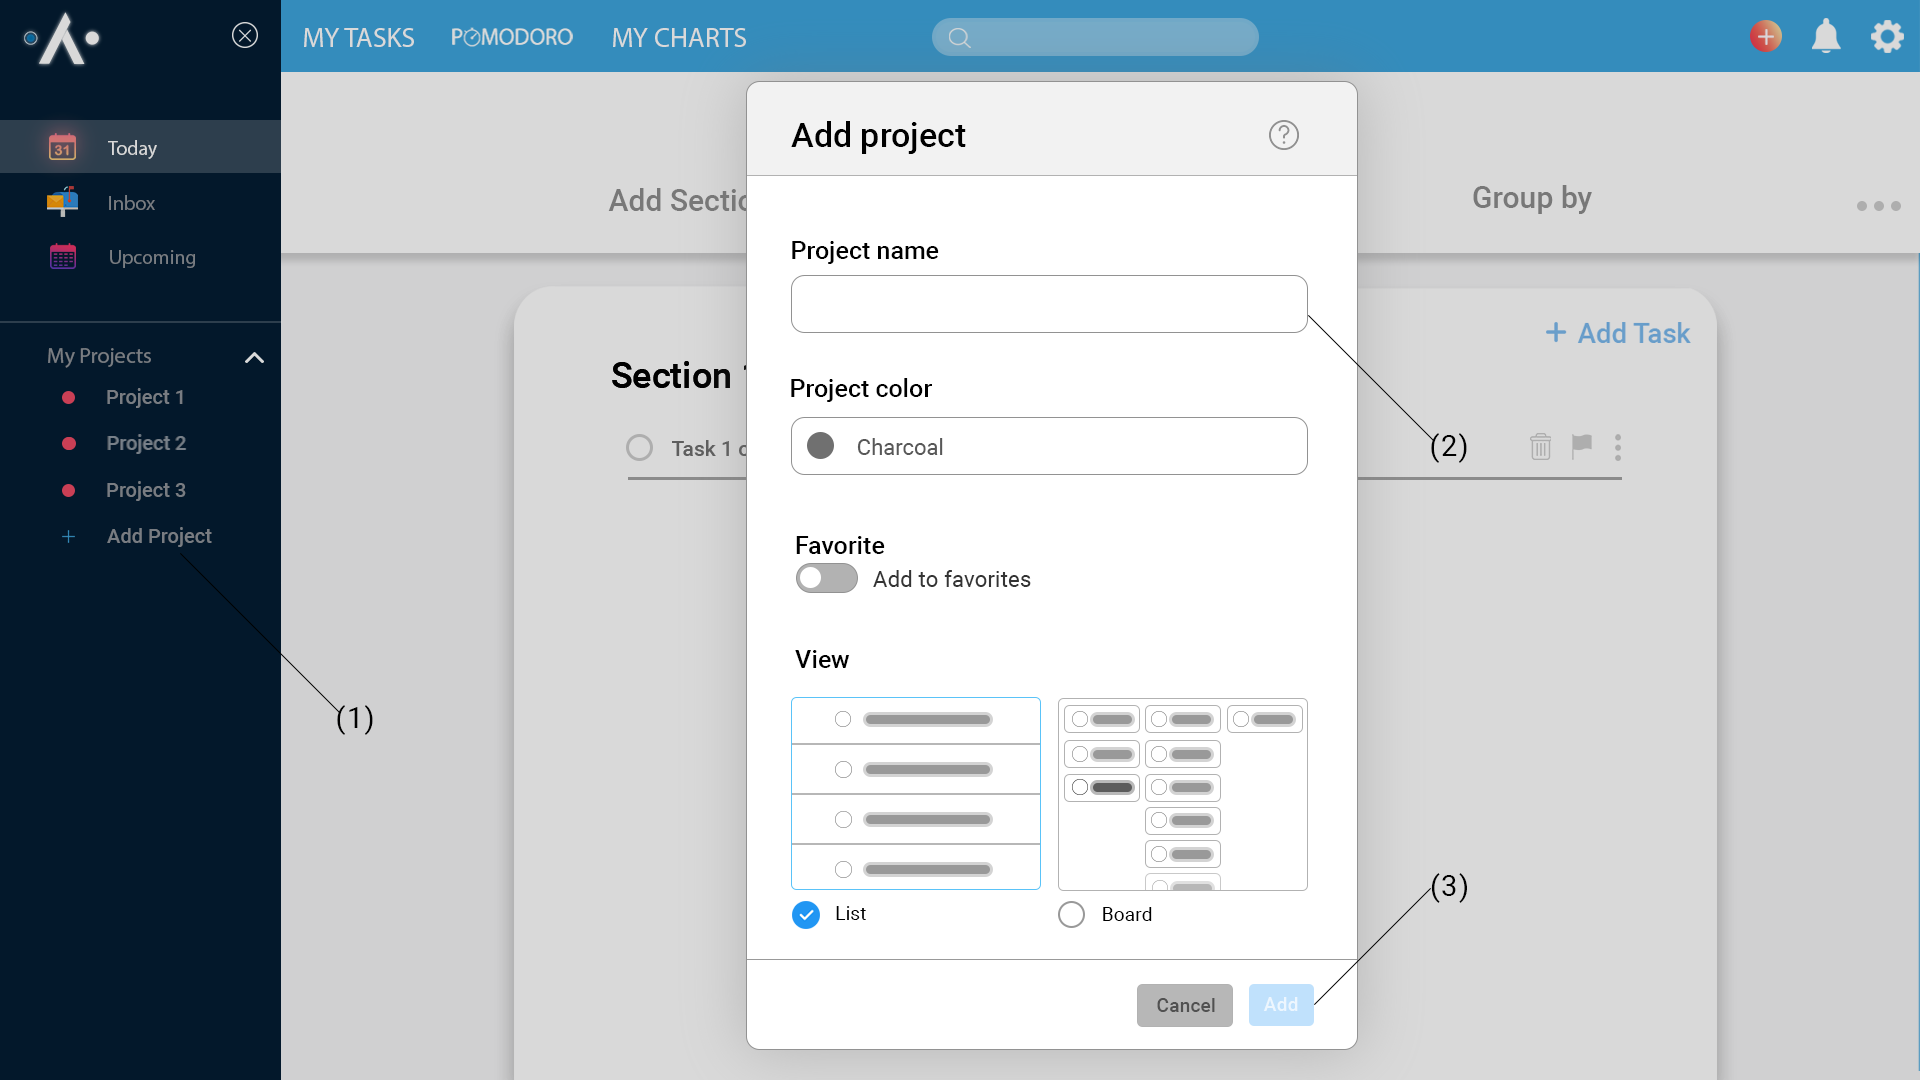 MY TASKS
POMODORO
MY CHARTS
31
Today
Inbox
Upcoming
My Projects
Project 1
Project 2
Project 3
Add Project
(1)
Group by
Add Task
Section
Task 1
Add project
?
Project name
(2)
Project color
Charcoal
Favorite
Add to favorites
View
List
Board
(3)
Cancel
Add